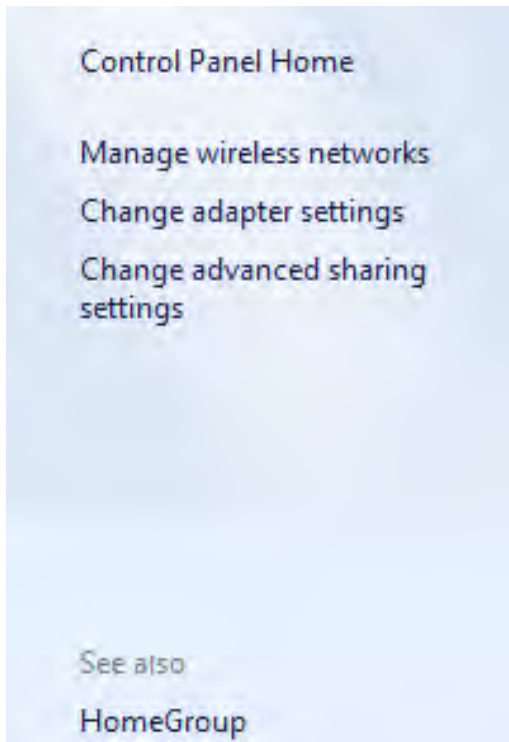 Control Panel Home
Manage wireless networks
Change adapter settings
Change advanced sharing
settings
See also
HomeGroup